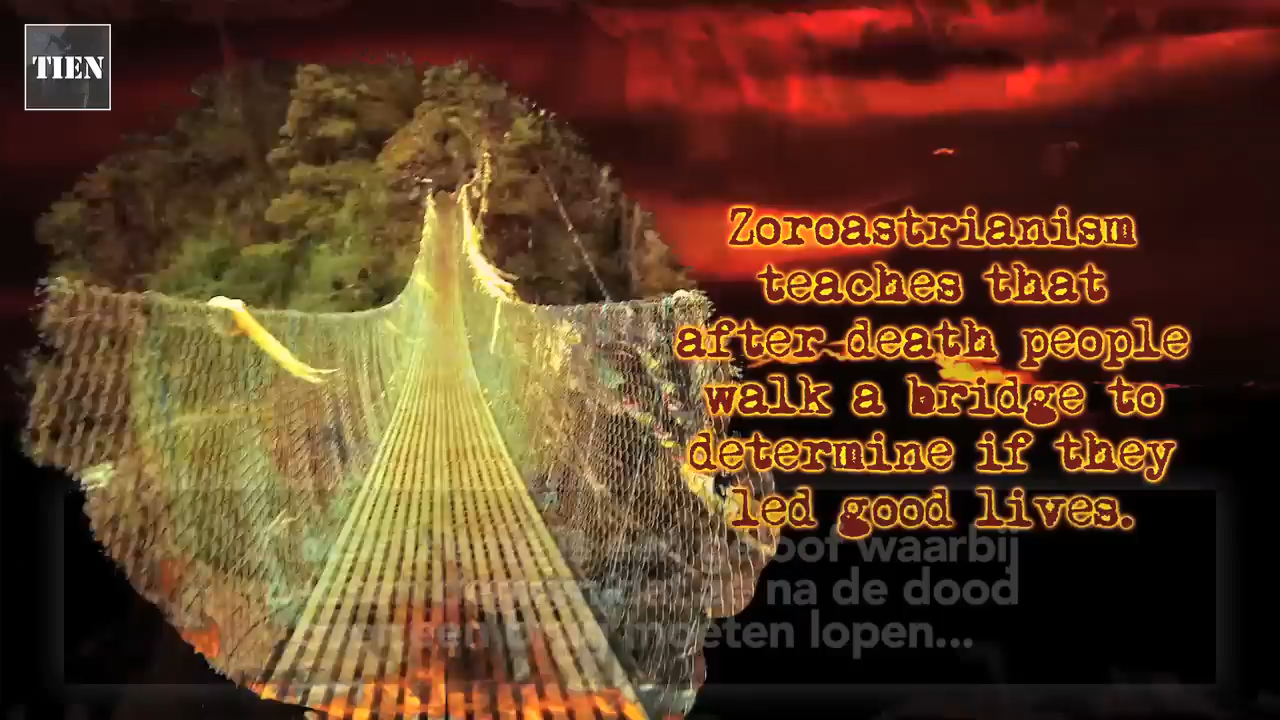 TIEN
Zoroastrianism
teaches that
after death people
walk a bridge to
determine if they
led good lives.
waarbij
na de dood
moeten lopen...